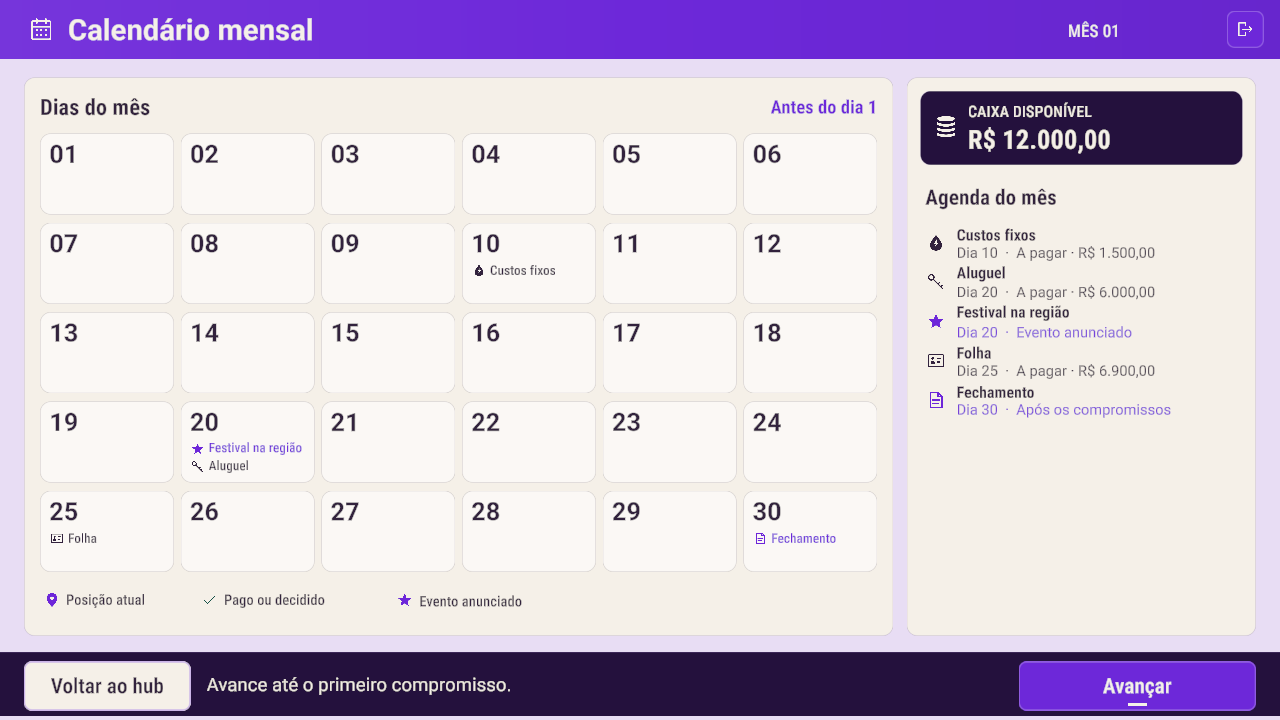 Calendário mensal
MÊS 01
Dias do mês
Antes do dia 1
01
02
03
04
05
06
07
08
09
10
Custos fixos
11
12
13
14
15
16
17
18
19
20
Festival na região
Aluguel
21
22
23
24
25
Folha
26
27
28
29
30
Fechamento
Posição atual
Pago ou decidido
Evento anunciado
CAIXA DISPONÍVEL
R$ 12.000,00
Agenda do mês
Custos fixos
Dia 10 · A pagar · R$ 1.500,00
Aluguel
Dia 20 · A pagar · R$ 6.000,00
Festival na região
Dia 20 · Evento anunciado
Folha
Dia 25 · A pagar · R$ 6.900,00
Fechamento
Dia 30 · Após os compromissos
Voltar ao hub
Avance até o primeiro compromisso.
Avançar